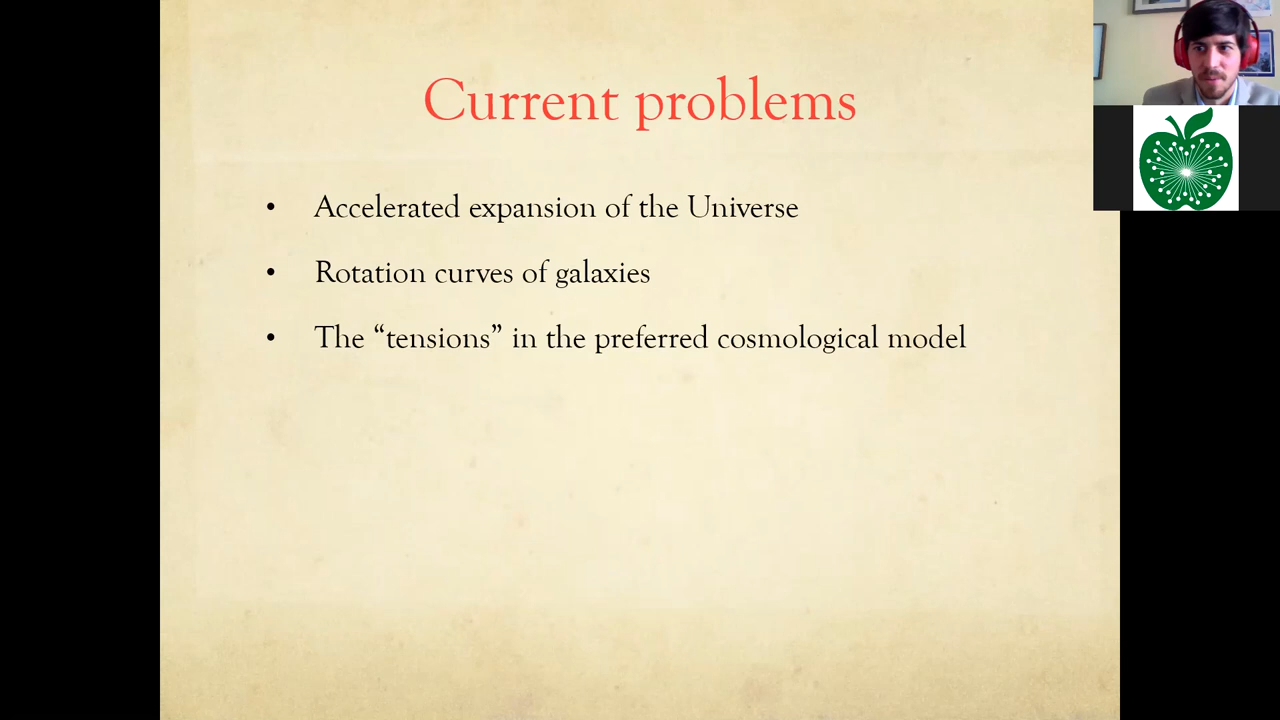 Current problems
• Accelerated expansion of the Universe
• Rotation curves of galaxies
• The “tensions” in the preferred cosmological model